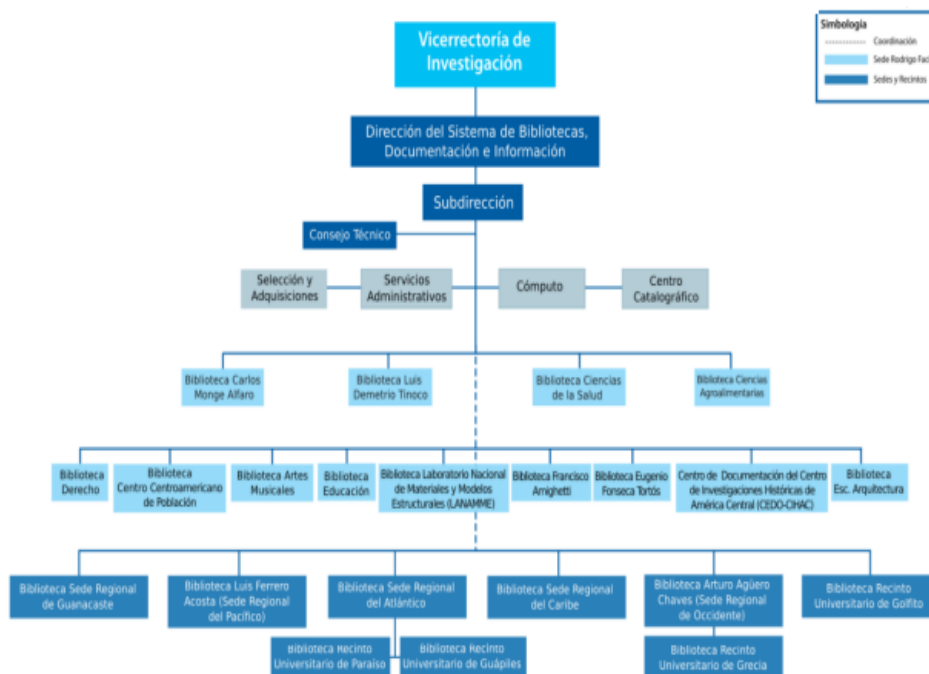 Simbología
Coordinación
Sede Rodrigo Faci
Sedes y Recintos
Vicerrectoría de
Investigación
Dirección del Sistema de Bibliotecas,
Documentación e Información
Subdirección
Consejo Técnico
Selección y
Adquisiciones
Servicios
Administrativos
Cómputo
Centro
Catalográfico
Biblioteca Carlos
Monge Alfaro
Biblioteca Luis
Demetrio Tinoco
Biblioteca Ciencias
de la Salud
Biblioteca Ciencias
Agroalimentarias
Biblioteca
Derecho
Biblioteca
Centro Centroamericano
de Población
Biblioteca Artes
Musicales
Biblioteca
Educación
Biblioteca Laboratorio Nacional
de Materiales y Modelos
Estructurales (LANAMME)
Biblioteca Francisco
Amighetti
Biblioteca Eugenio
Fonseca Tortós
Centro de Documentación del Centro
de Investigaciones Históricas de
América Central (CEDO-CIHAC)
Biblioteca
Esc. Arquitectura
Biblioteca Sede Regional
de Guanacaste
Biblioteca Luis Ferrero
Acosta (Sede Regional
del Pacífico)
Biblioteca Sede Regional
del Atlántico
Biblioteca Sede Regional
del Caribe
Biblioteca Arturo Agüero
Chaves (Sede Regional
de Occidente)
Biblioteca Recinto
Universitario de Golfito
Biblioteca Recinto
Universitario de Paraíso
Biblioteca Recinto
Universitario de Guápiles
Biblioteca Recinto
Universitario de Grecia